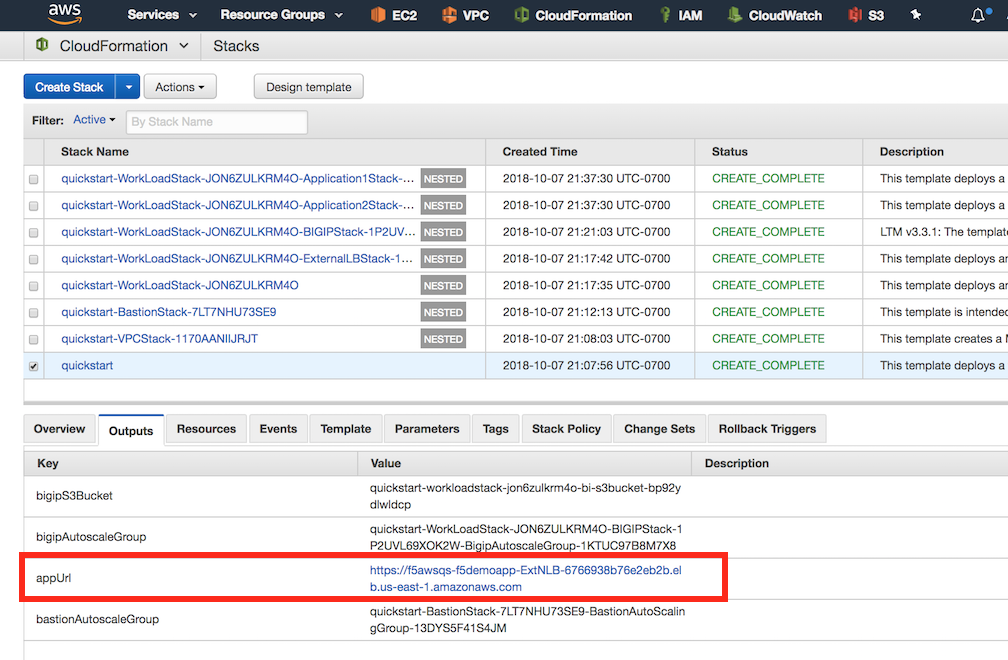 aws Services Resource Groups EC2 VPC CloudFormation IAM CloudWatch S3
CloudFormation Stacks
Create Stack Actions Design template
Filter: Active By Stack Name
Stack Name Created Time Status Description
quickstart-WorkLoadStack-JON6ZULKRM4O-Application1Stack-... NESTED 2018-10-07 21:37:30 UTC-0700 CREATE_COMPLETE This template deploys a
quickstart-WorkLoadStack-JON6ZULKRM4O-Application2Stack-... NESTED 2018-10-07 21:37:30 UTC-0700 CREATE_COMPLETE This template deploys a
quickstart-WorkLoadStack-JON6ZULKRM4O-BIGIPStack-1P2UV... NESTED 2018-10-07 21:21:03 UTC-0700 CREATE_COMPLETE LTM v3.3.1: The template
quickstart-WorkLoadStack-JON6ZULKRM4O-ExternalLBStack-1... NESTED 2018-10-07 21:17:42 UTC-0700 CREATE_COMPLETE This template deploys an
quickstart-WorkLoadStack-JON6ZULKRM4O NESTED 2018-10-07 21:17:35 UTC-0700 CREATE_COMPLETE This template deploys an
quickstart-BastionStack-7LT7NHU73SE9 NESTED 2018-10-07 21:12:13 UTC-0700 CREATE_COMPLETE This template is intended
quickstart-VPCStack-1170AANIIJRJT NESTED 2018-10-07 21:08:03 UTC-0700 CREATE_COMPLETE This template creates a
quickstart 2018-10-07 21:07:56 UTC-0700 CREATE_COMPLETE This template deploys a
Overview Outputs Resources Events Template Parameters Tags Stack Policy Change Sets Rollback Triggers
Key Value Description
bigipS3Bucket quickstart-workloadstack-jon6zulkrm4o-bi-s3bucket-bp92y
dlwldcp
bigipAutoscaleGroup quickstart-WorkLoadStack-JON6ZULKRM4O-BIGIPStack-1
P2UVL69XOK2W-BigipAutoscaleGroup-1KTUC97B8M7X8
appUrl https://f5awsqs-f5demoapp-ExtNLB-6766938b76e2eb2b.el
b.us-east-1.amazonaws.com
bastionAutoscaleGroup quickstart-BastionStack-7LT7NHU73SE9-BastionAutoScalin
gGroup-13DYS5F41S4JM